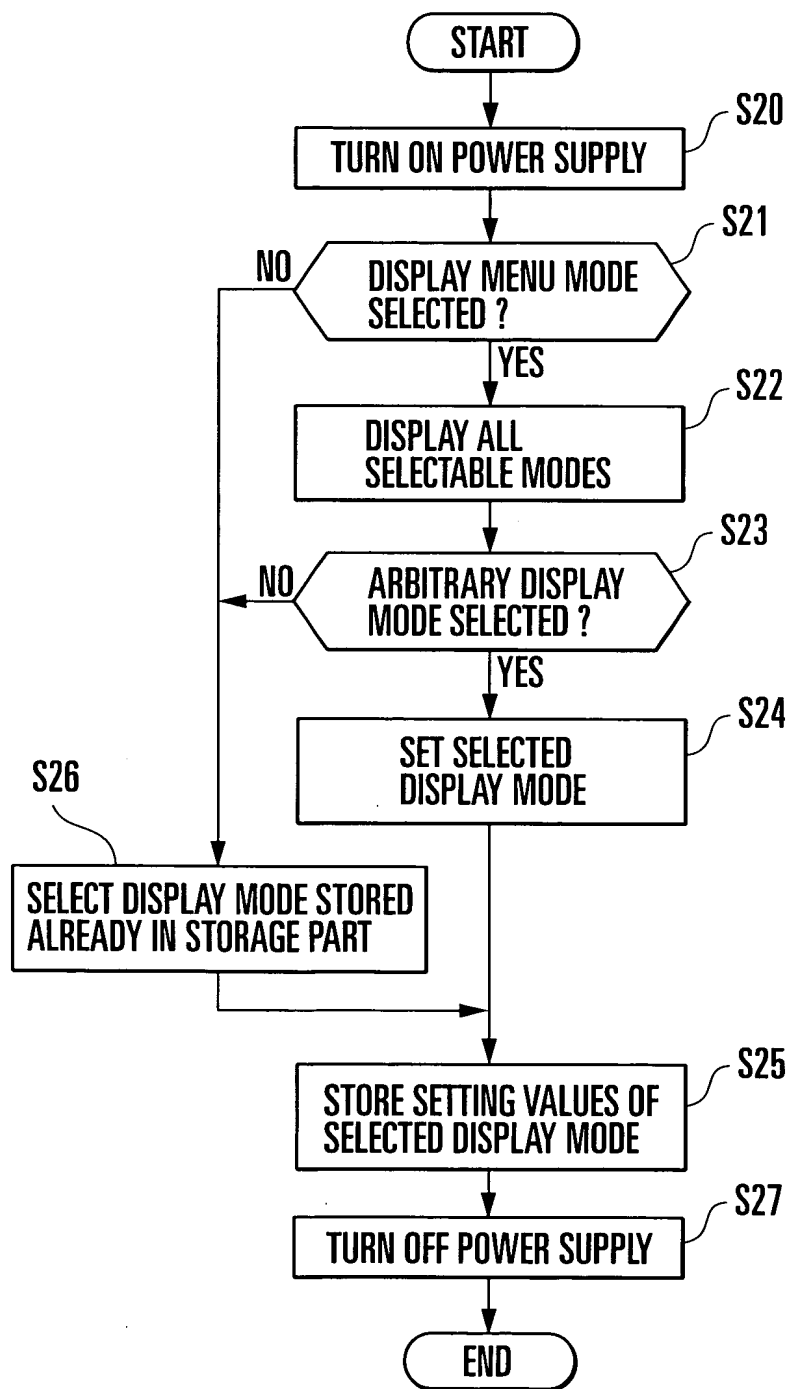 START
S20
TURN ON POWER SUPPLY
S21
NO
DISPLAY MENU MODE
SELECTED ?
YES
S22
DISPLAY ALL
SELECTABLE MODES
S23
NO
ARBITRARY DISPLAY
MODE SELECTED ?
YES
S24
SET SELECTED
DISPLAY MODE
S26
SELECT DISPLAY MODE STORED
ALREADY IN STORAGE PART
S25
STORE SETTING VALUES OF
SELECTED DISPLAY MODE
S27
TURN OFF POWER SUPPLY
END